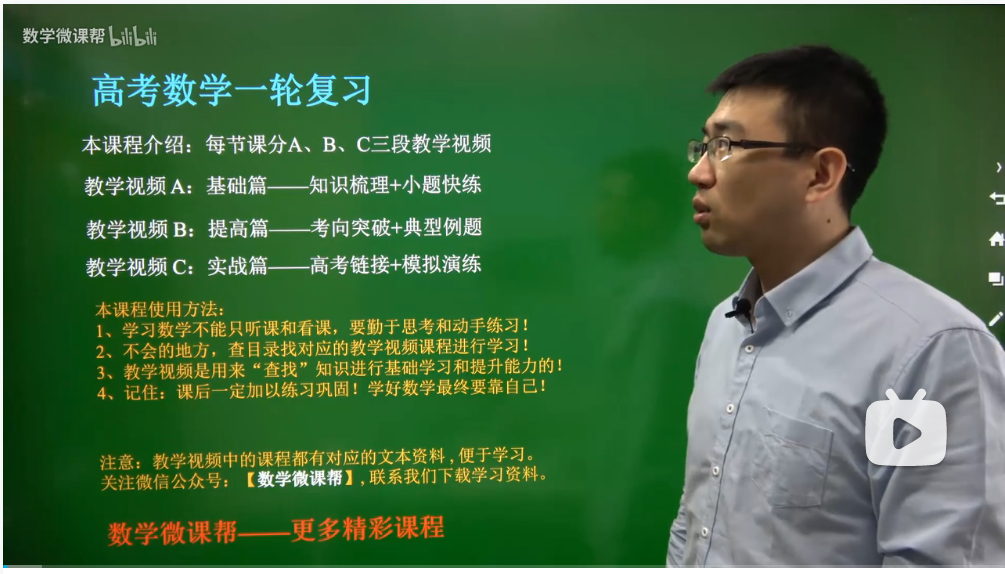 数学微课帮 bilibili
高考数学一轮复习
本课程介绍：每节课分A、B、C三段教学视频
教学视频 A：基础篇——知识梳理+小题快练
教学视频 B：提高篇——考向突破+典型例题
教学视频 C：实战篇——高考链接+模拟演练
本课程使用方法：
1、学习数学不能只听课和看课，要勤于思考和动手练习！
2、不会的地方，查目录找对应的教学视频课程进行学习！
3、教学视频是用来“查找”知识进行基础学习和提升能力的！
4、记住：课后一定加以练习巩固！学好数学最终要靠自己！
注意：教学视频中的课程都有对应的文本资料，便于学习。
关注微信公众号：【数学微课帮】,联系我们下载学习资料。
数学微课帮——更多精彩课程